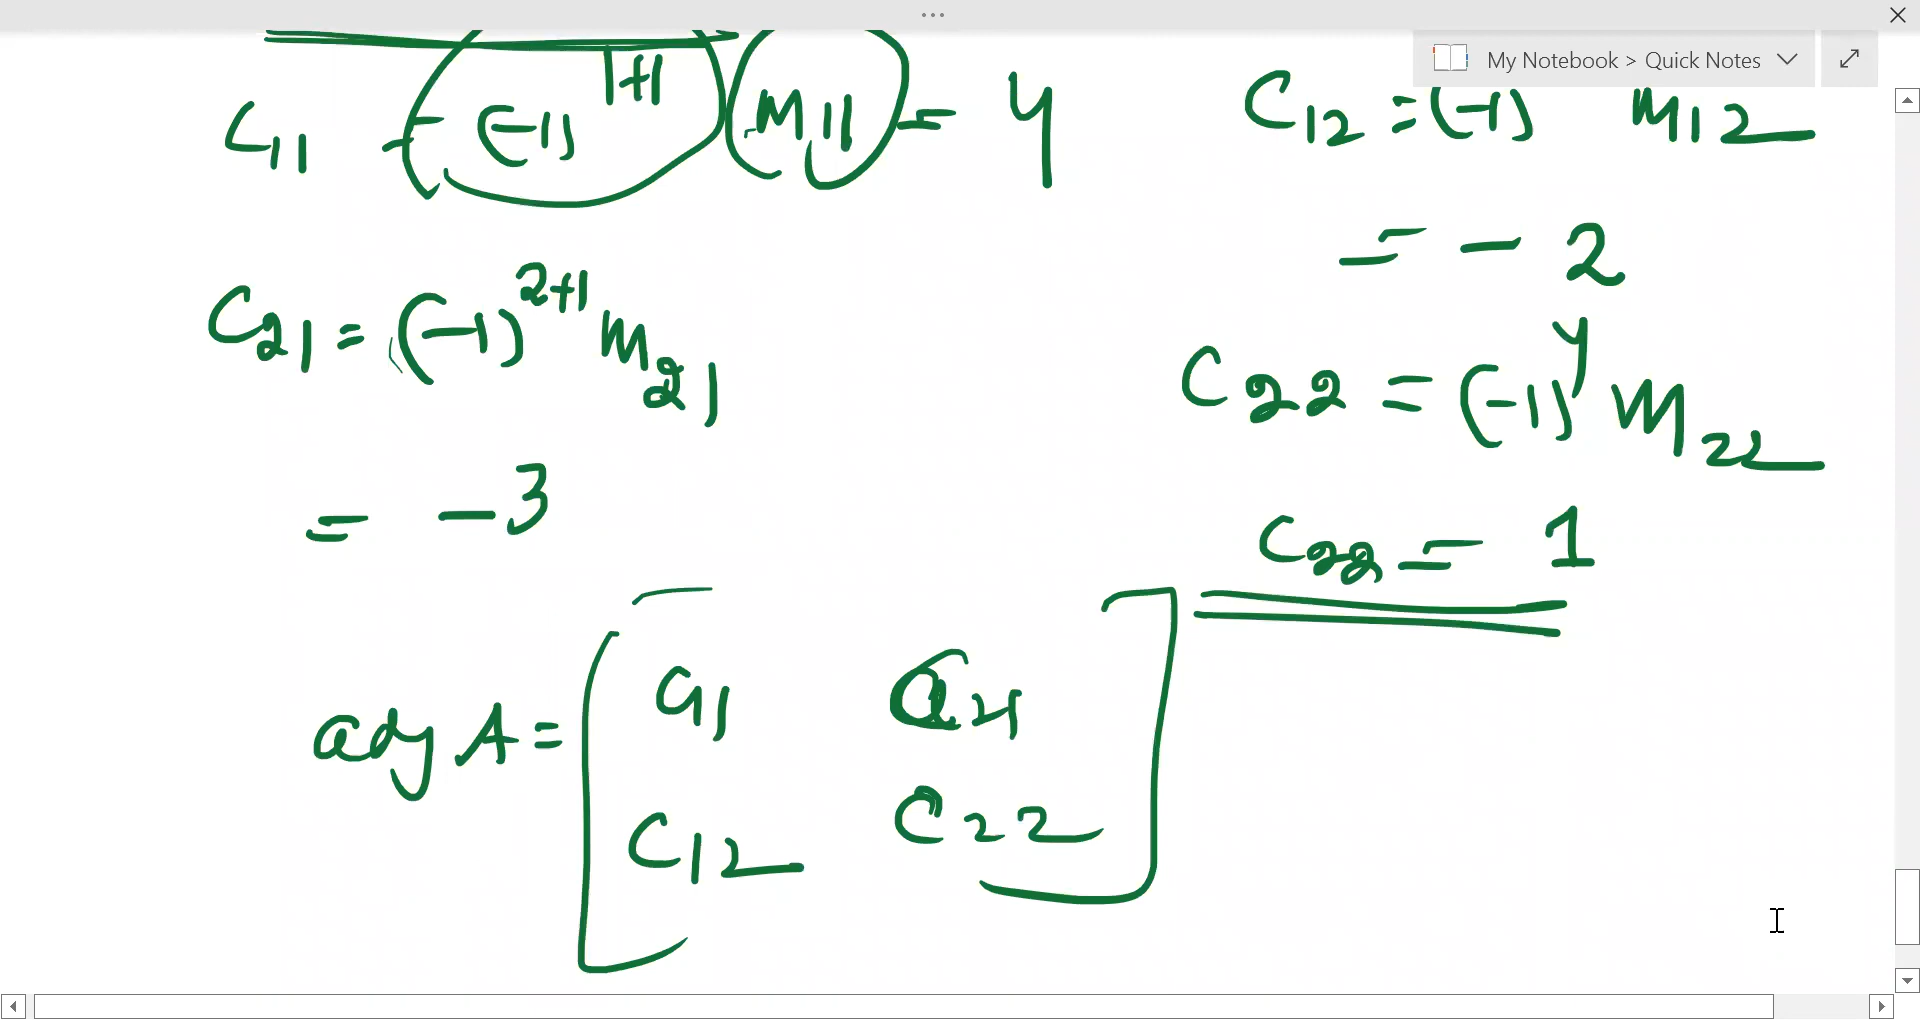 ...
My Notebook > Quick Notes
C11 = (-1)^1+1 M11 = 4
C12 = (-1) M12
= - 2
C21 = (-1)^2+1 M21
C22 = (-1)^4 M22
= -3
C22 = 1
adj A = [ C11 C21
C12 C22 ]